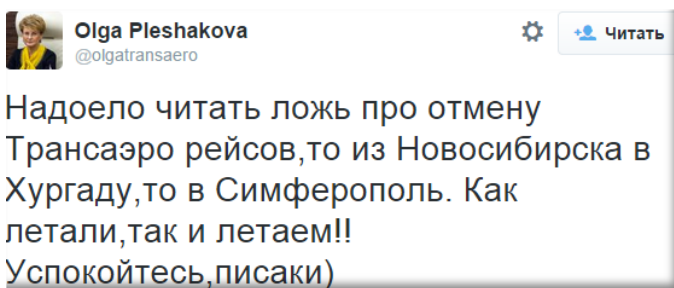 Olga Pleshakova
@olgatransaero
Читать
Надоело читать ложь про отмену
Трансаэро рейсов,то из Новосибирска в
Хургаду,то в Симферополь. Как
летали,так и летаем!!
Успокойтесь,писаки)